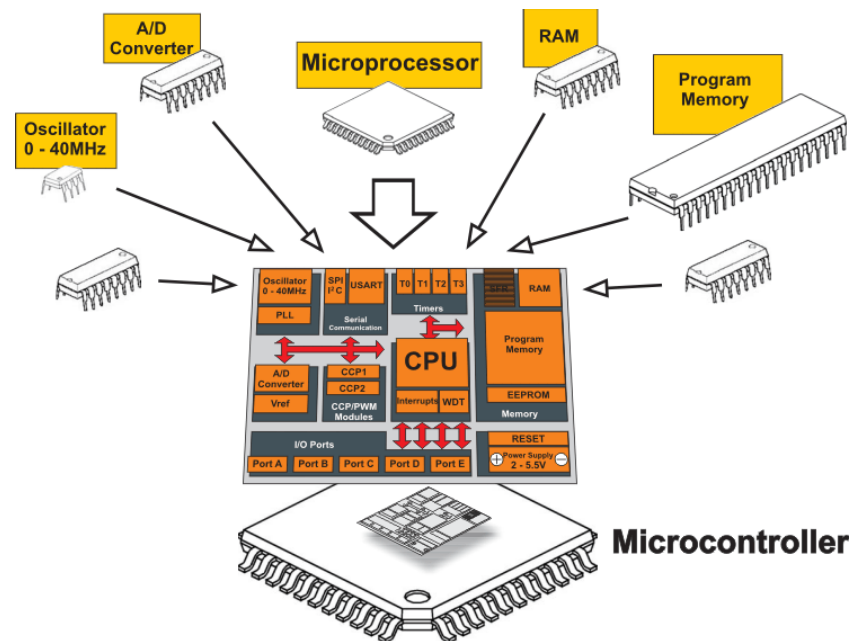 A/D
Converter
Microprocessor
RAM
Program
Memory
Oscillator
0 - 40MHz
Oscillator
0 - 40MHz
PLL
SPI
I²C
USART
Serial
Communication
T0 T1 T2 T3
Timers
SFR
RAM
Program
Memory
EEPROM
Memory
A/D
Converter
Vref
CCP1
CCP2
CCP/PWM
Modules
CPU
Interrupts WDT
I/O Ports
Port A Port B Port C Port D Port E
RESET
+ Power Supply −
2 - 5.5V
Microcontroller